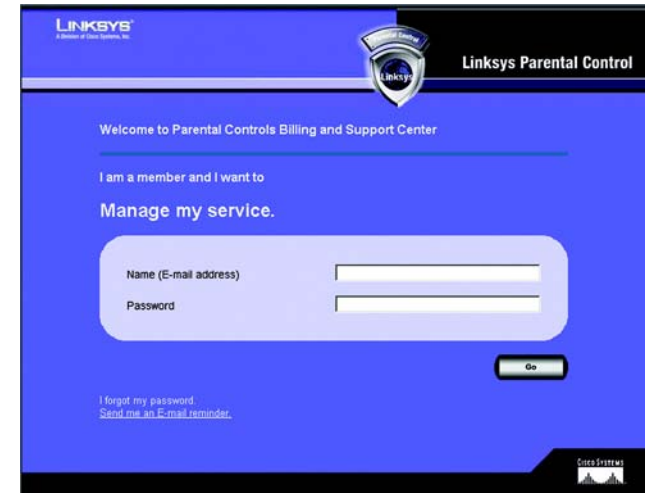 LINKSYS
A Division of Cisco Systems, Inc.
Parental Control
Linksys
Linksys Parental Control
Welcome to Parental Controls Billing and Support Center
I am a member and I want to
Manage my service.
Name (E-mail address)
Password
Go
I forgot my password.
Send me an E-mail reminder.
CISCO SYSTEMS